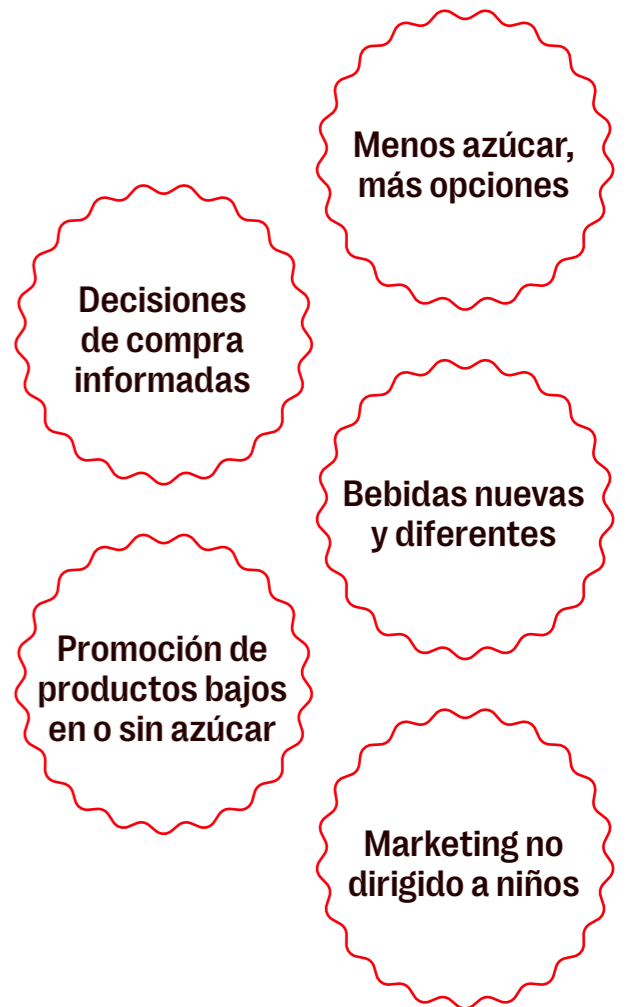 Menos azúcar,
más opciones
Decisiones
de compra
informadas
Bebidas nuevas
y diferentes
Promoción de
productos bajos
en o sin azúcar
Marketing no
dirigido a niños